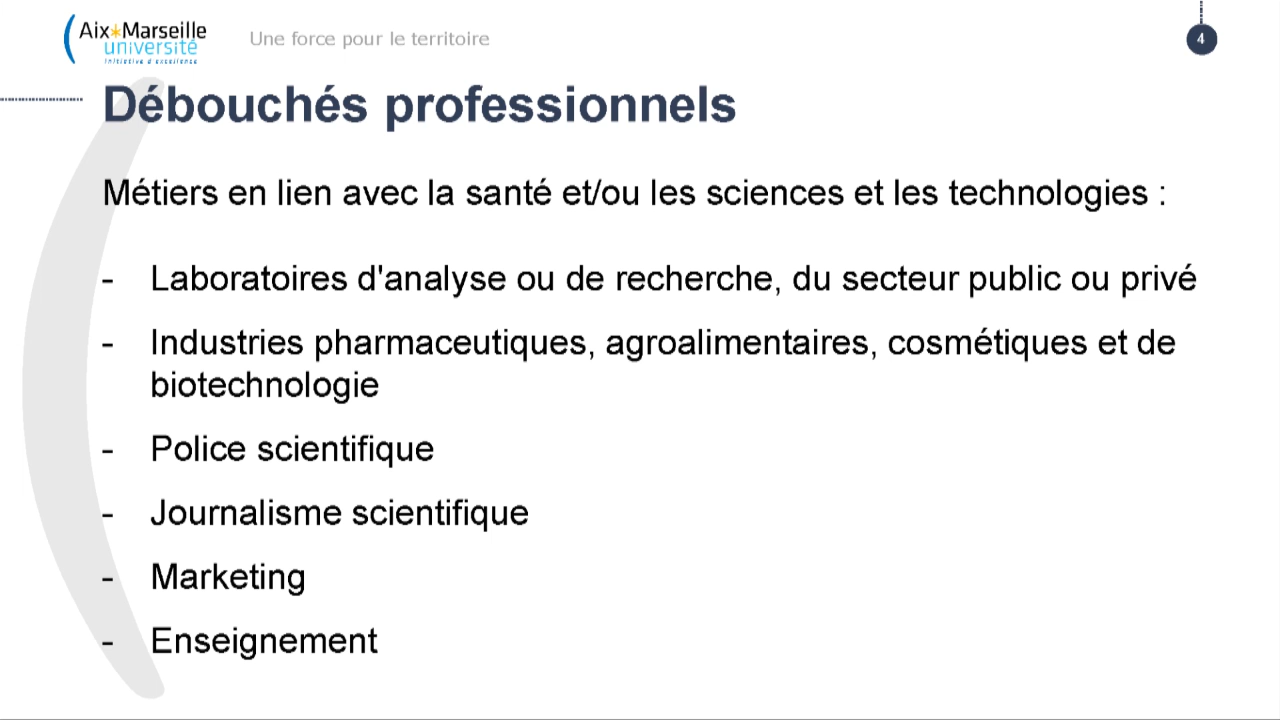 Aix*Marseille
université
Initiative d'excellence
Une force pour le territoire
4
Débouchés professionnels
Métiers en lien avec la santé et/ou les sciences et les technologies :
- Laboratoires d'analyse ou de recherche, du secteur public ou privé
- Industries pharmaceutiques, agroalimentaires, cosmétiques et de
biotechnologie
- Police scientifique
- Journalisme scientifique
- Marketing
- Enseignement